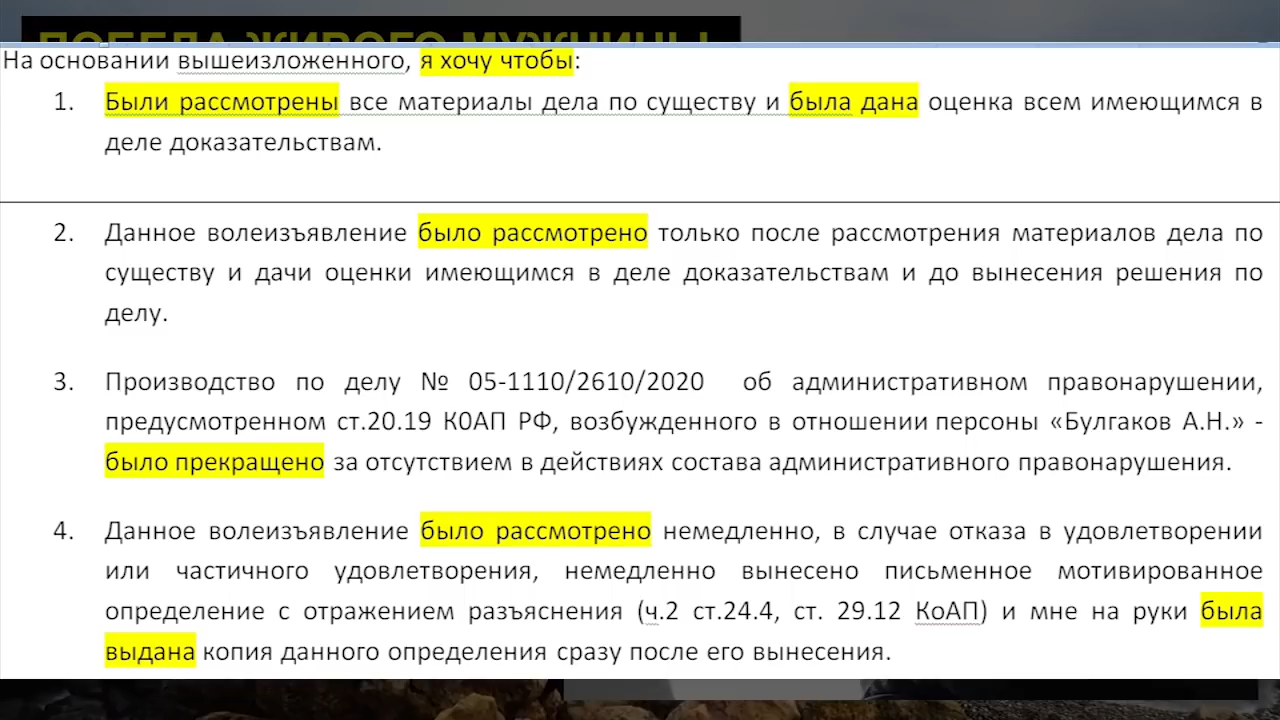 ПОБЕДА ЖИВОГО МУЖЧИНЫ!
На основании вышеизложенного, я хочу чтобы:
1. Были рассмотрены все материалы дела по существу и была дана оценка всем имеющимся в
деле доказательствам.
2. Данное волеизъявление было рассмотрено только после рассмотрения материалов дела по
существу и дачи оценки имеющимся в деле доказательствам и до вынесения решения по
делу.
3. Производство по делу № 05-1110/2610/2020 об административном правонарушении,
предусмотренном ст.20.19 К0АП РФ, возбужденного в отношении персоны «Булгаков А.Н.» -
было прекращено за отсутствием в действиях состава административного правонарушения.
4. Данное волеизъявление было рассмотрено немедленно, в случае отказа в удовлетворении
или частичного удовлетворения, немедленно вынесено письменное мотивированное
определение с отражением разъяснения (ч.2 ст.24.4, ст. 29.12 КоАП) и мне на руки была
выдана копия данного определения сразу после его вынесения.